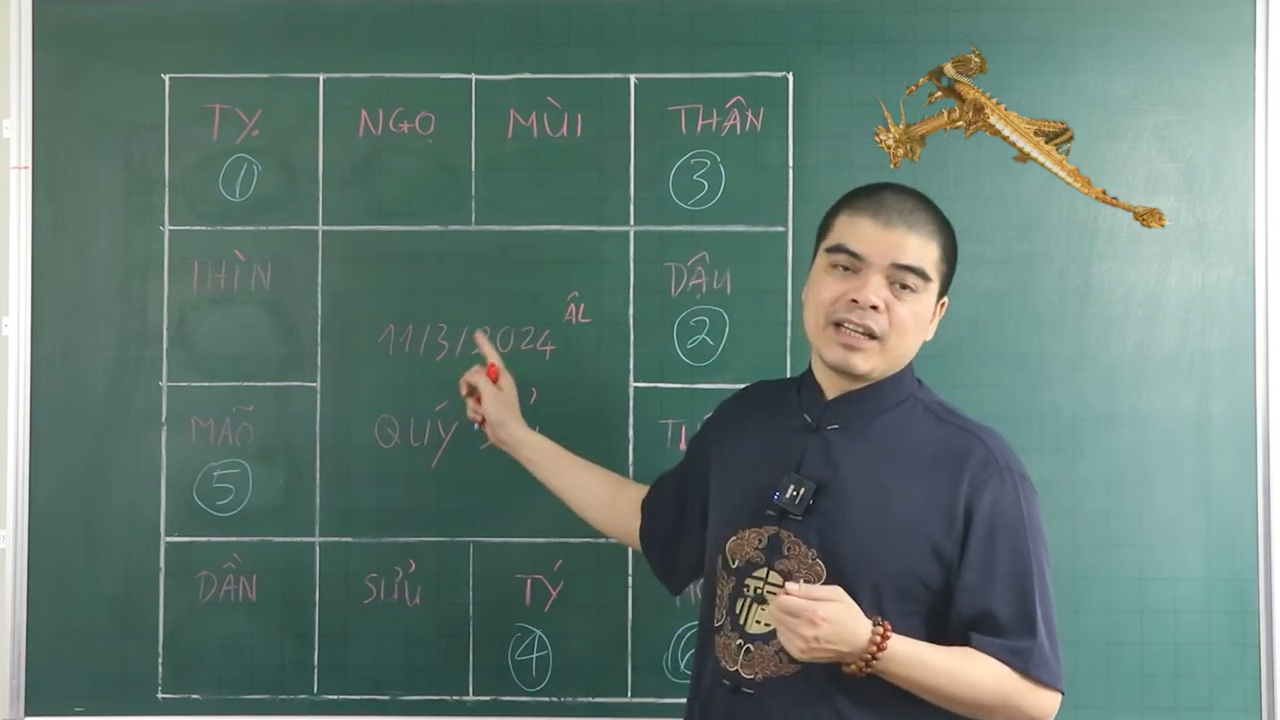 TỴ NGỌ MÙI THÂN
① ③
THÌN DẬU
11/3/2024 ÂL
②
MÃO QUÝ
⑤
DẦN SỬU TÝ
④ ⑥